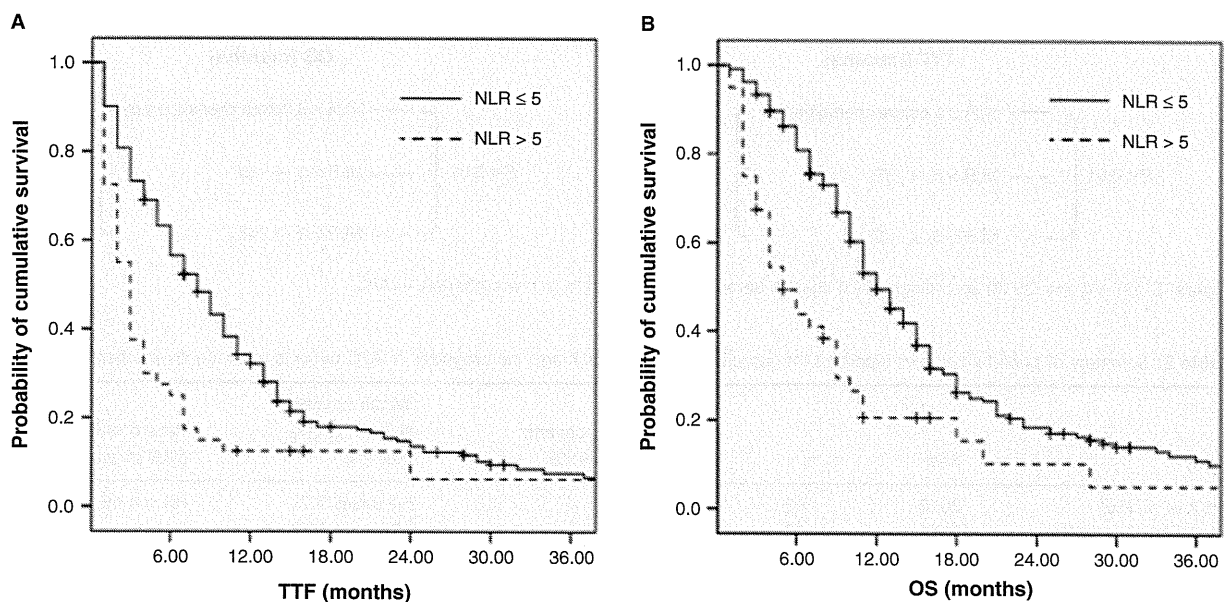 A
Probability of cumulative survival
1.0
0.8
0.6
0.4
0.2
0.0
NLR ≤ 5
NLR > 5
6.00 12.00 18.00 24.00 30.00 36.00
TTF (months)
B
Probability of cumulative survival
1.0
0.8
0.6
0.4
0.2
0.0
NLR ≤ 5
NLR > 5
6.00 12.00 18.00 24.00 30.00 36.00
OS (months)